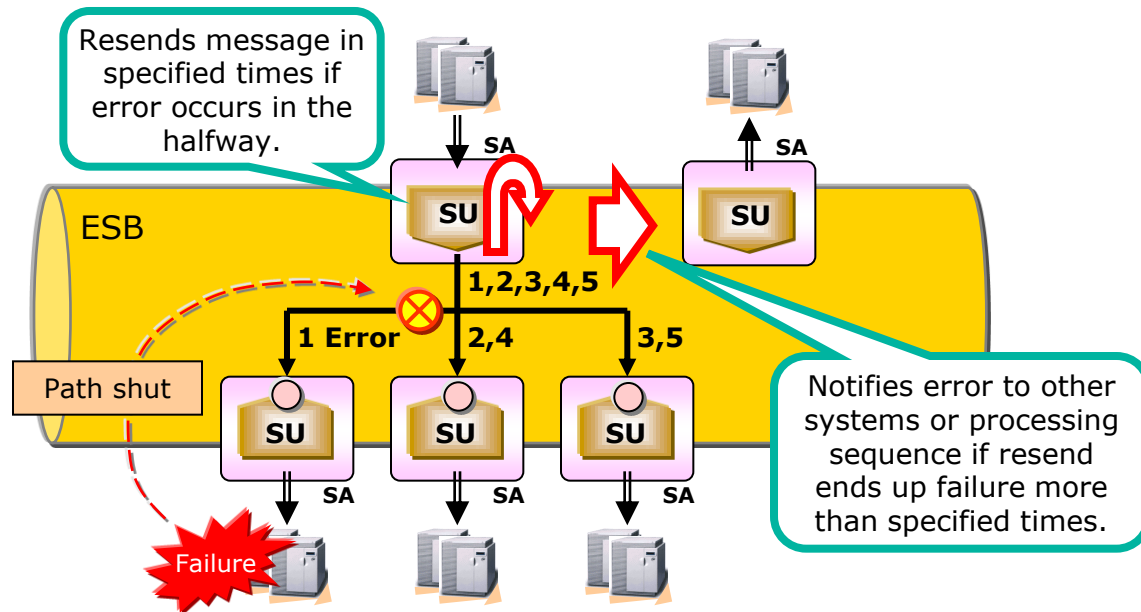 Resends message in
specified times if
error occurs in the
halfway.
SA
SA
SU
SU
ESB
1,2,3,4,5
1 Error
2,4
3,5
Path shut
SU
SU
SU
SA
SA
SA
Failure
Notifies error to other
systems or processing
sequence if resend
ends up failure more
than specified times.